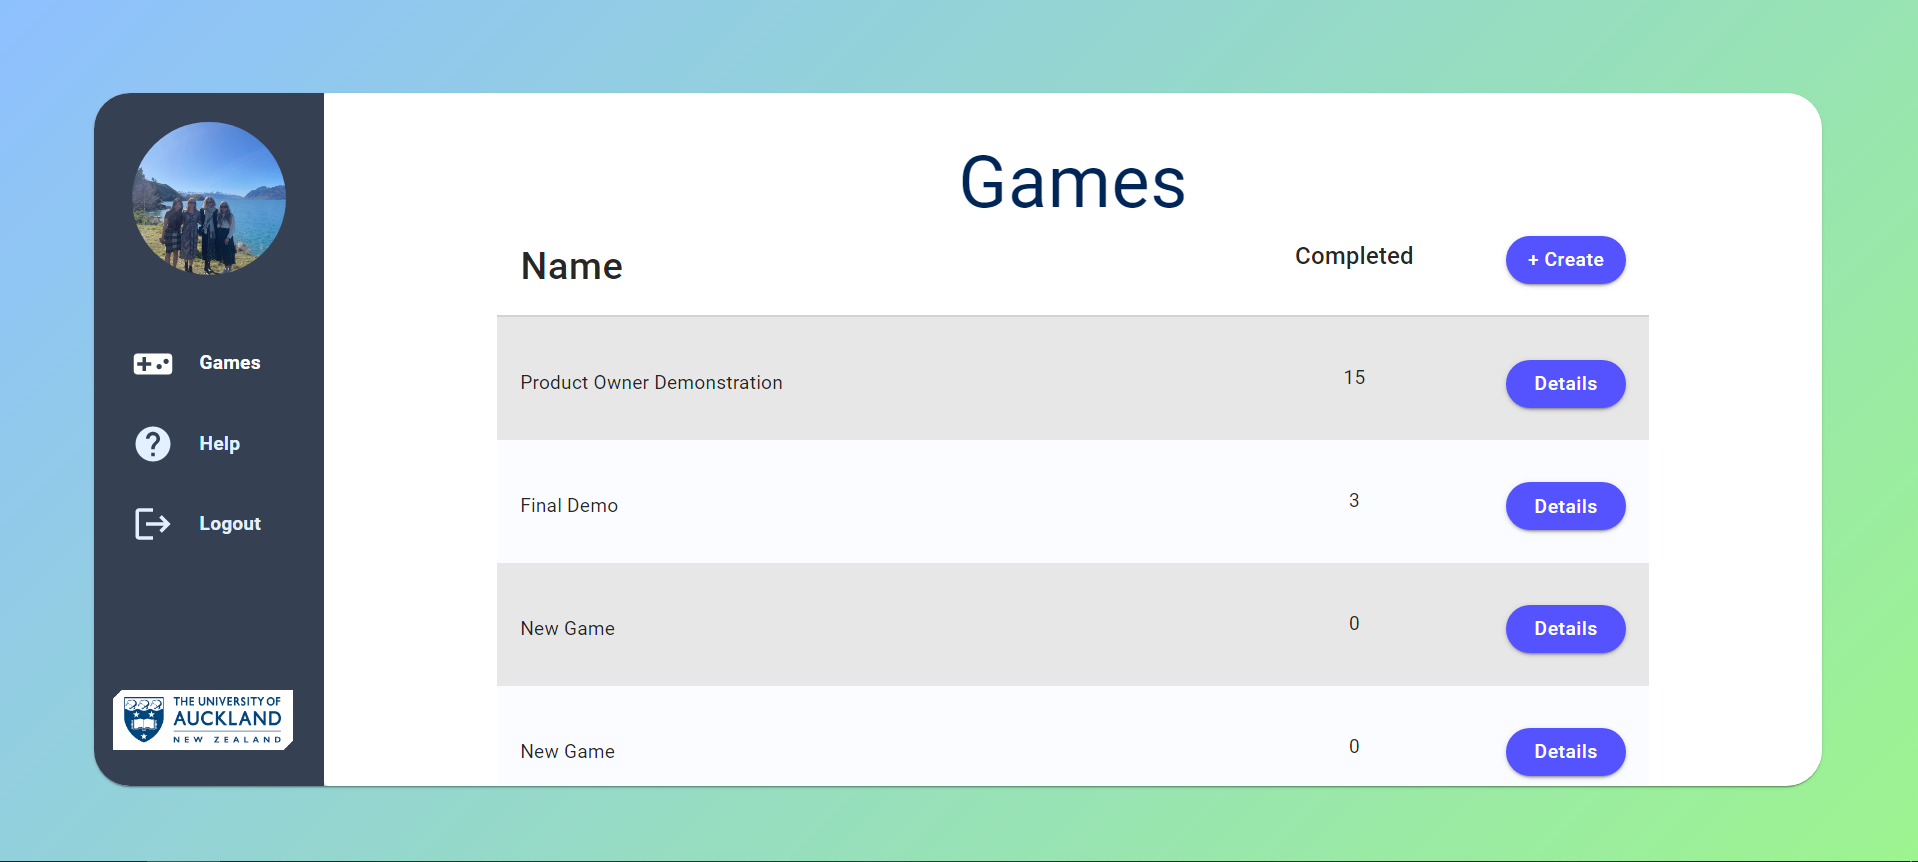 Games
Help
Logout
THE UNIVERSITY OF
AUCKLAND
NEW ZEALAND
Games
Name
Completed
+ Create
Product Owner Demonstration
15
Details
Final Demo
3
Details
New Game
0
Details
New Game
0
Details